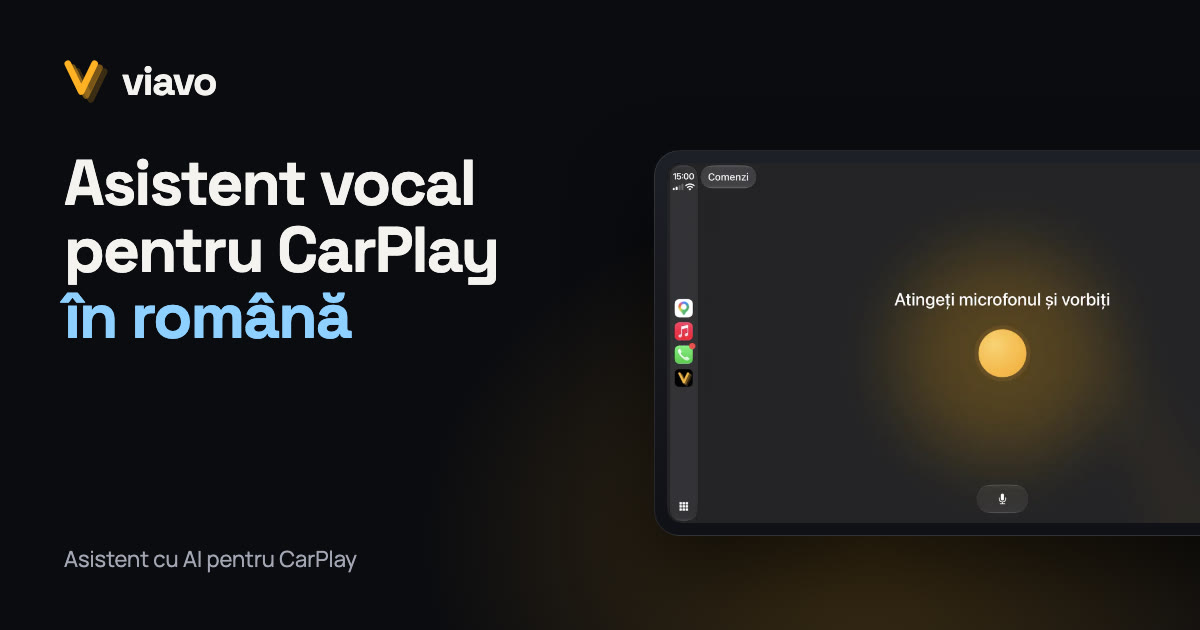 viavo
Asistent vocal
pentru CarPlay
în română
15:00
Comenzi
Atingeți microfonul și vorbiți
Asistent cu AI pentru CarPlay